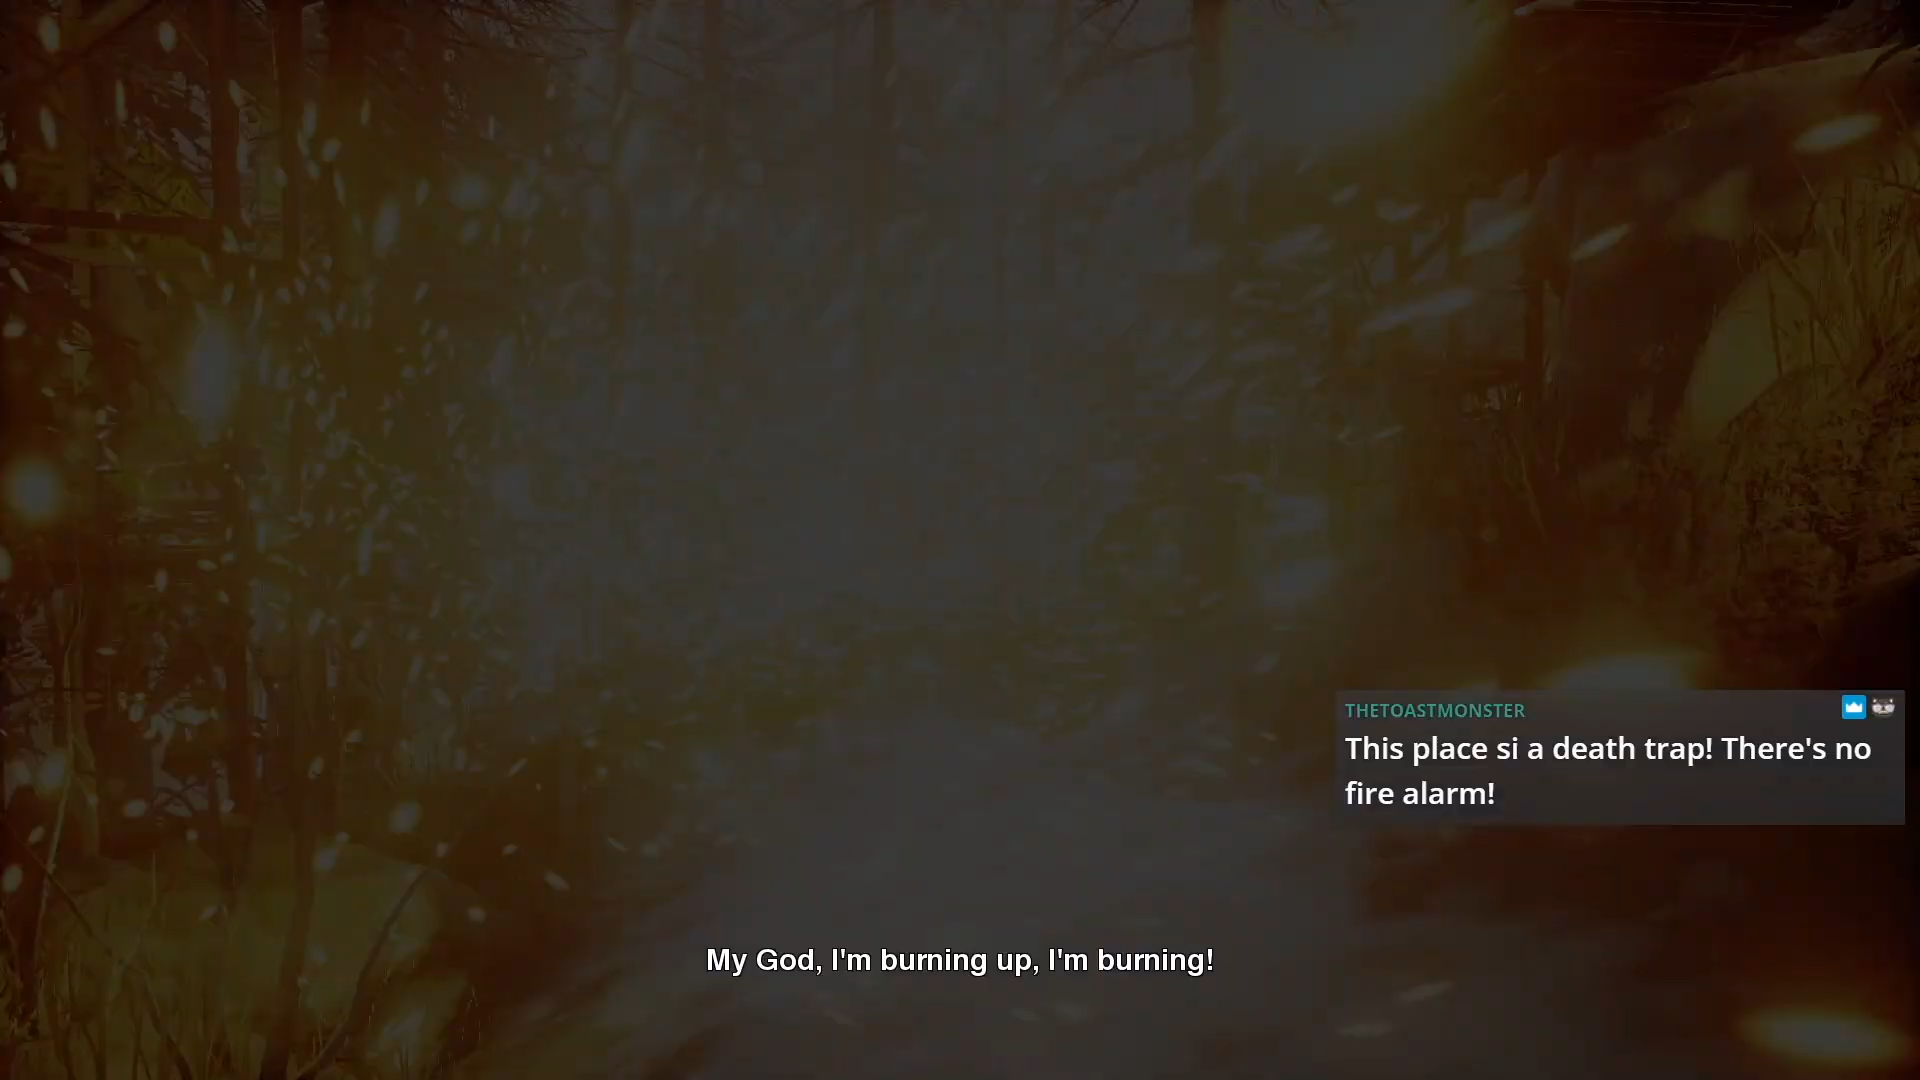 THETOASTMONSTER
This place si a death trap! There's no
fire alarm!
My God, I'm burning up, I'm burning!